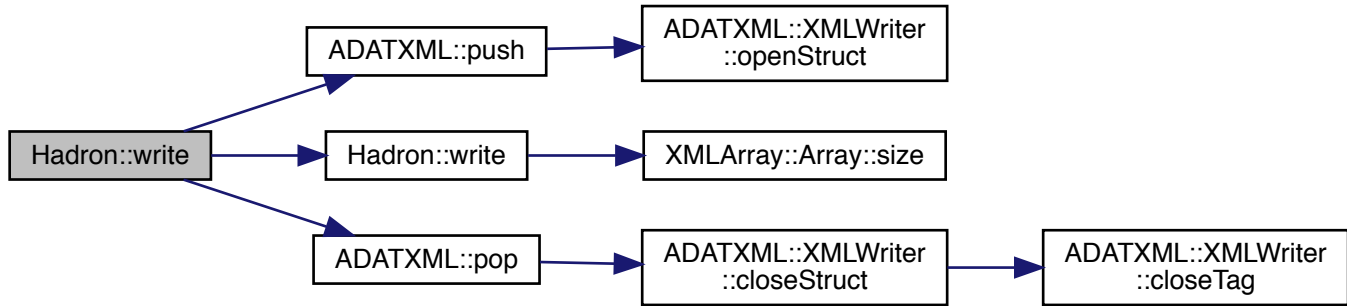 ADATXML::push
ADATXML::XMLWriter
::openStruct
Hadron::write
Hadron::write
XMLArray::Array::size
ADATXML::pop
ADATXML::XMLWriter
::closeStruct
ADATXML::XMLWriter
::closeTag